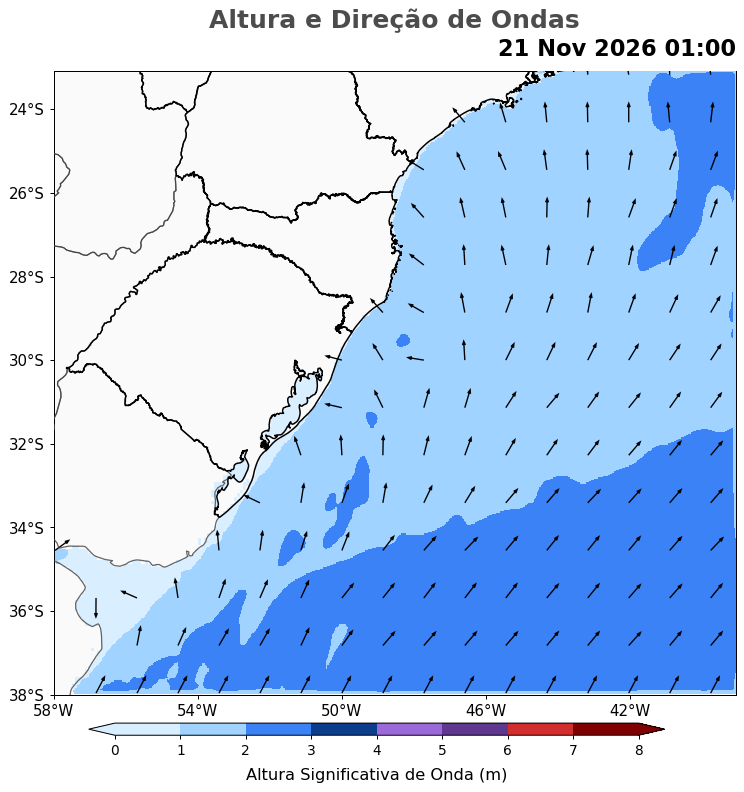 Altura e Direção de Ondas
21 Nov 2026 01:00
24°S
26°S
28°S
30°S
32°S
34°S
36°S
38°S
58°W 54°W 50°W 46°W 42°W
0 1 2 3 4 5 6 7 8
Altura Significativa de Onda (m)